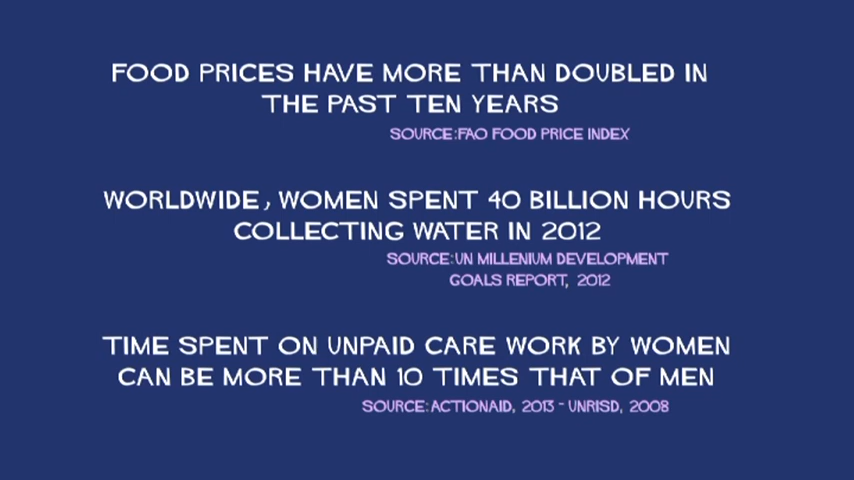 FOOD PRICES HAVE MORE THAN DOUBLED IN
THE PAST TEN YEARS
SOURCE:FAO FOOD PRICE INDEX
WORLDWIDE, WOMEN SPENT 40 BILLION HOURS
COLLECTING WATER IN 2012
SOURCE:UN MILLENIUM DEVELOPMENT
GOALS REPORT, 2012
TIME SPENT ON UNPAID CARE WORK BY WOMEN
CAN BE MORE THAN 10 TIMES THAT OF MEN
SOURCE:ACTIONAID, 2013 - UNRISD, 2008